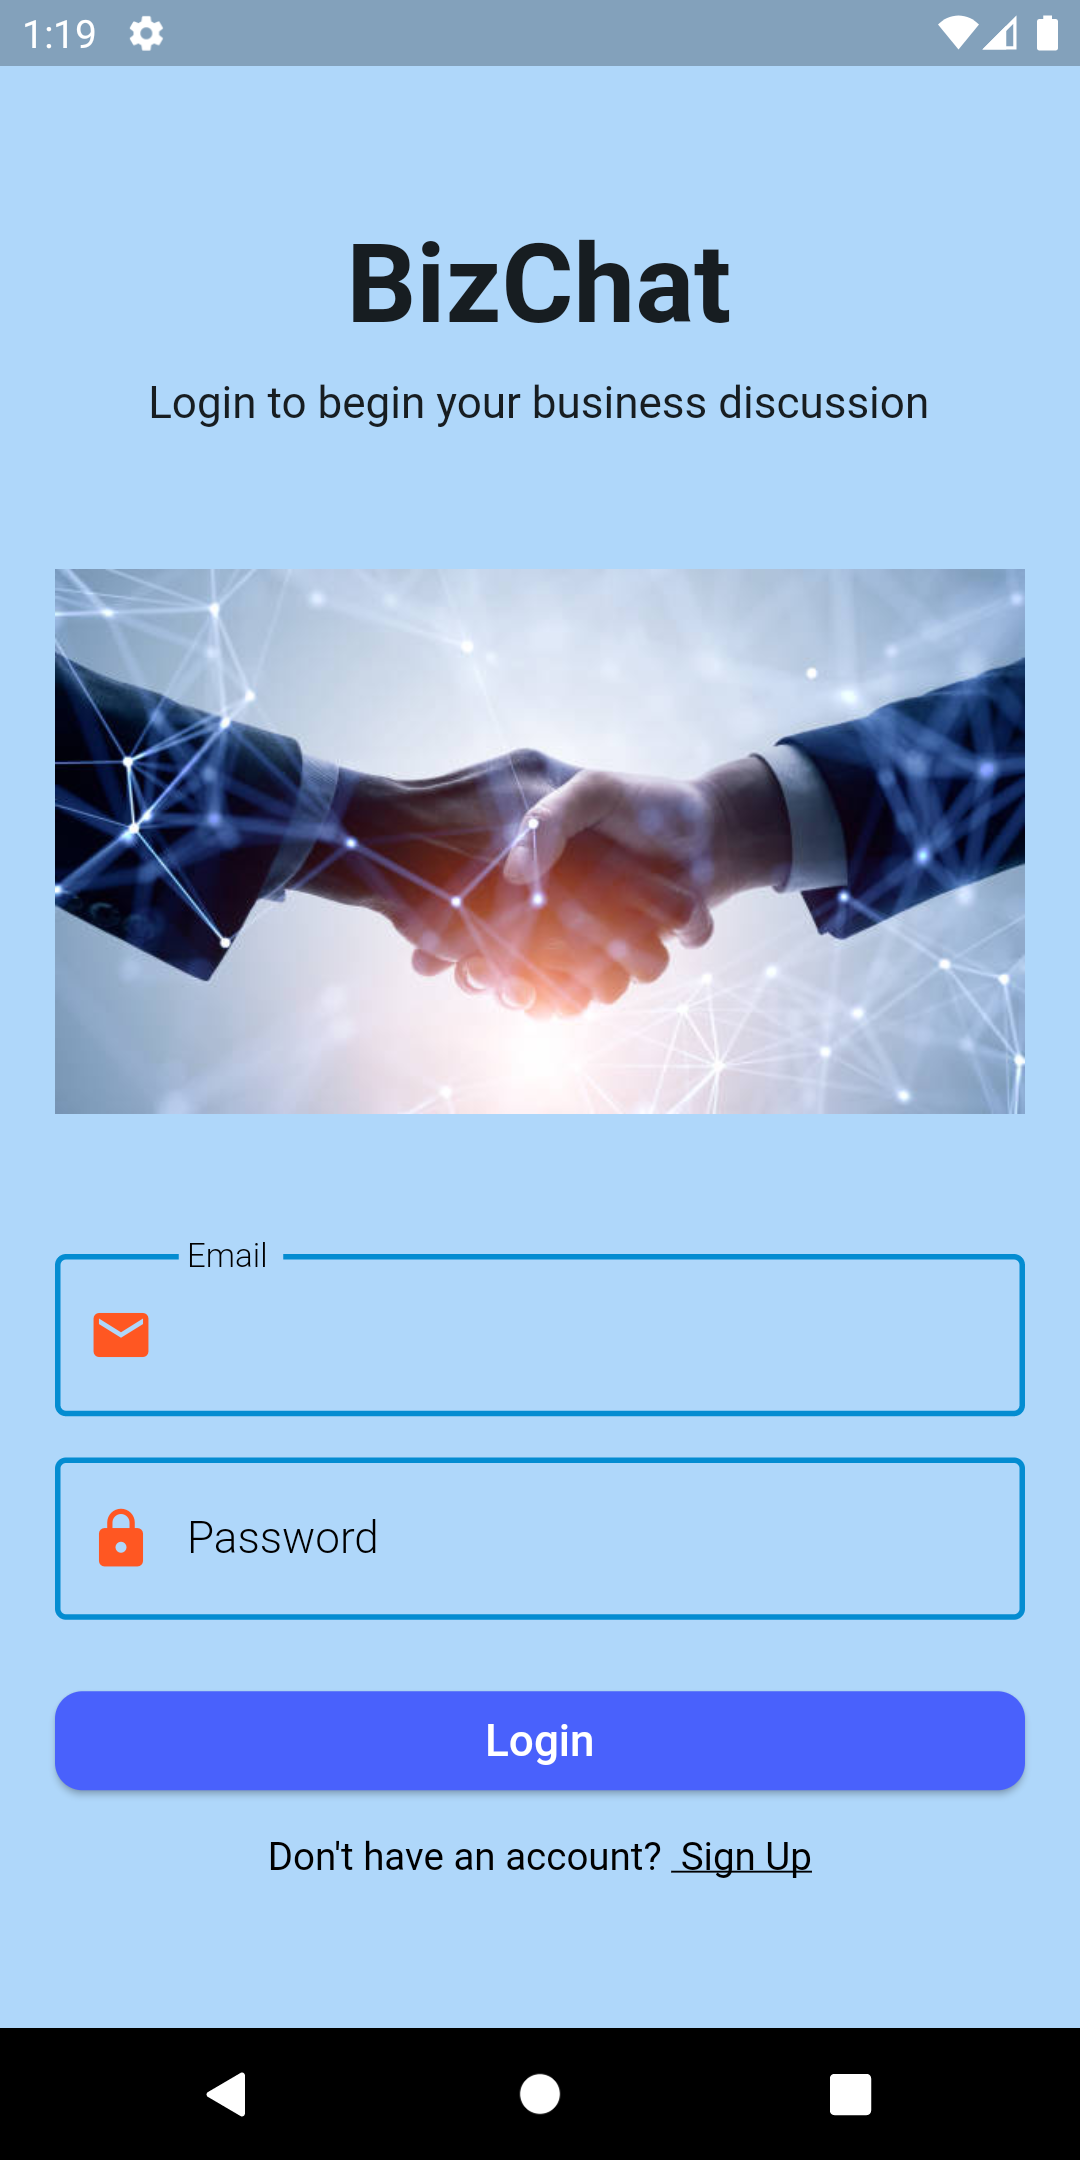 1:19
BizChat
Login to begin your business discussion
Email
Password
Login
Don't have an account? Sign Up